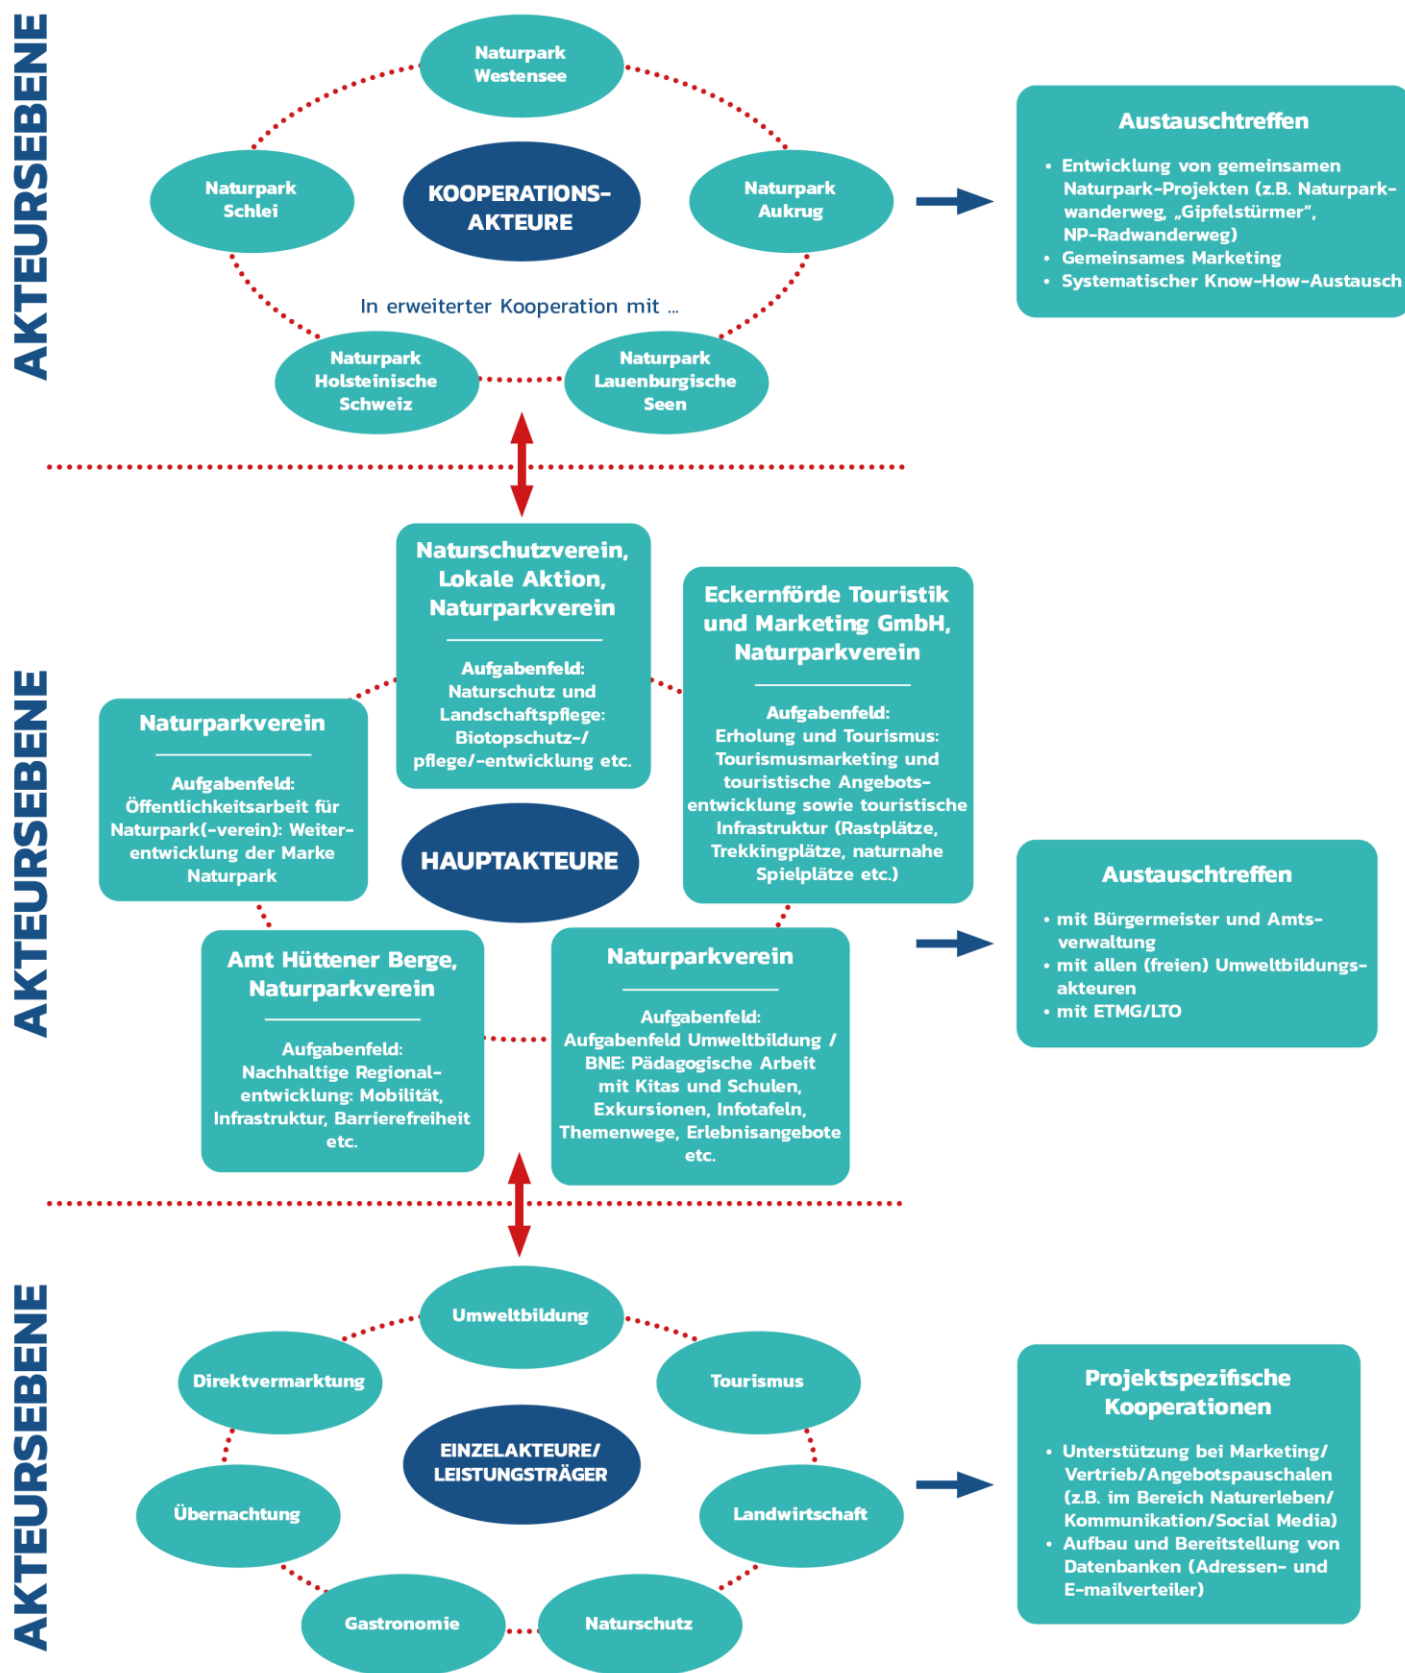 AKTEURSEBENE
Naturpark
Westensee
Naturpark
Schlei
KOOPERATIONS-
AKTEURE
Naturpark
Aukrug
In erweiterter Kooperation mit ...
Naturpark
Holsteinische
Schweiz
Naturpark
Lauenburgische
Seen
Austauschtreffen
• Entwicklung von gemeinsamen
Naturpark-Projekten (z.B. Naturpark-
wanderweg, „Gipfelstürmer“,
NP-Radwanderweg)
• Gemeinsames Marketing
• Systematischer Know-How-Austausch
AKTEURSEBENE
Naturschutzverein,
Lokale Aktion,
Naturparkverein
Aufgabenfeld:
Naturschutz und
Landschaftspflege:
Biotopschutz-/
pflege/-entwicklung etc.
Eckernförde Touristik
und Marketing GmbH,
Naturparkverein
Aufgabenfeld:
Erholung und Tourismus:
Tourismusmarketing und
touristische Angebots-
entwicklung sowie touristische
Infrastruktur (Rastplätze,
Trekkingplätze, naturnahe
Spielplätze etc.)
Naturparkverein
Aufgabenfeld:
Öffentlichkeitsarbeit für
Naturpark(-verein): Weiter-
entwicklung der Marke
Naturpark
HAUPTAKTEURE
Amt Hüttener Berge,
Naturparkverein
Aufgabenfeld:
Nachhaltige Regional-
entwicklung: Mobilität,
Infrastruktur, Barrierefreiheit
etc.
Naturparkverein
Aufgabenfeld:
Aufgabenfeld Umweltbildung /
BNE: Pädagogische Arbeit
mit Kitas und Schulen,
Exkursionen, Infotafeln,
Themenwege, Erlebnisangebote
etc.
Austauschtreffen
• mit Bürgermeister und Amts-
verwaltung
• mit allen (freien) Umweltbildungs-
akteuren
• mit ETMG/LTO
AKTEURSEBENE
Umweltbildung
Direktvermarktung
Tourismus
EINZELAKTEURE/
LEISTUNGSTRÄGER
Übernachtung
Landwirtschaft
Gastronomie
Naturschutz
Projektspezifische
Kooperationen
• Unterstützung bei Marketing/
Vertrieb/Angebotspauschalen
(z.B. im Bereich Naturerleben/
Kommunikation/Social Media)
• Aufbau und Bereitstellung von
Datenbanken (Adressen- und
E-mailverteiler)